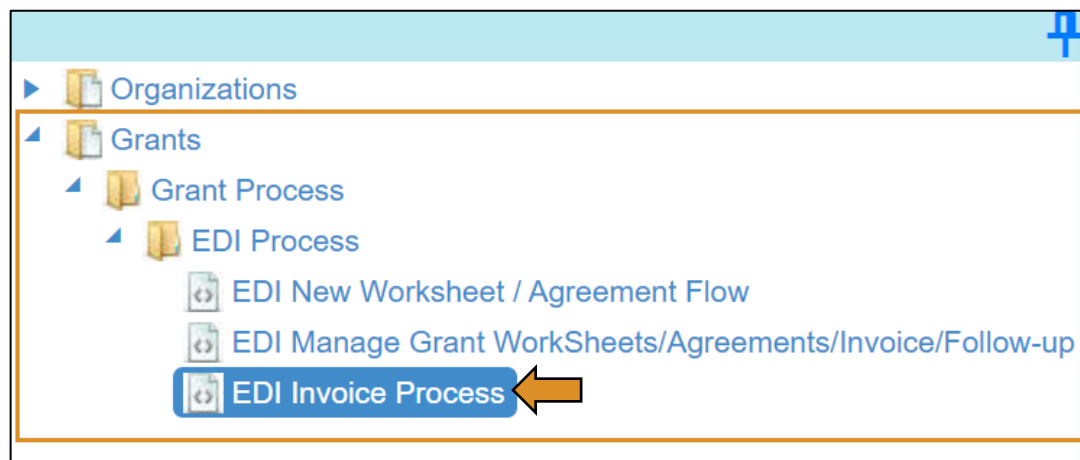 Organizations
Grants
Grant Process
EDI Process
EDI New Worksheet / Agreement Flow
EDI Manage Grant WorkSheets/Agreements/Invoice/Follow-up
EDI Invoice Process